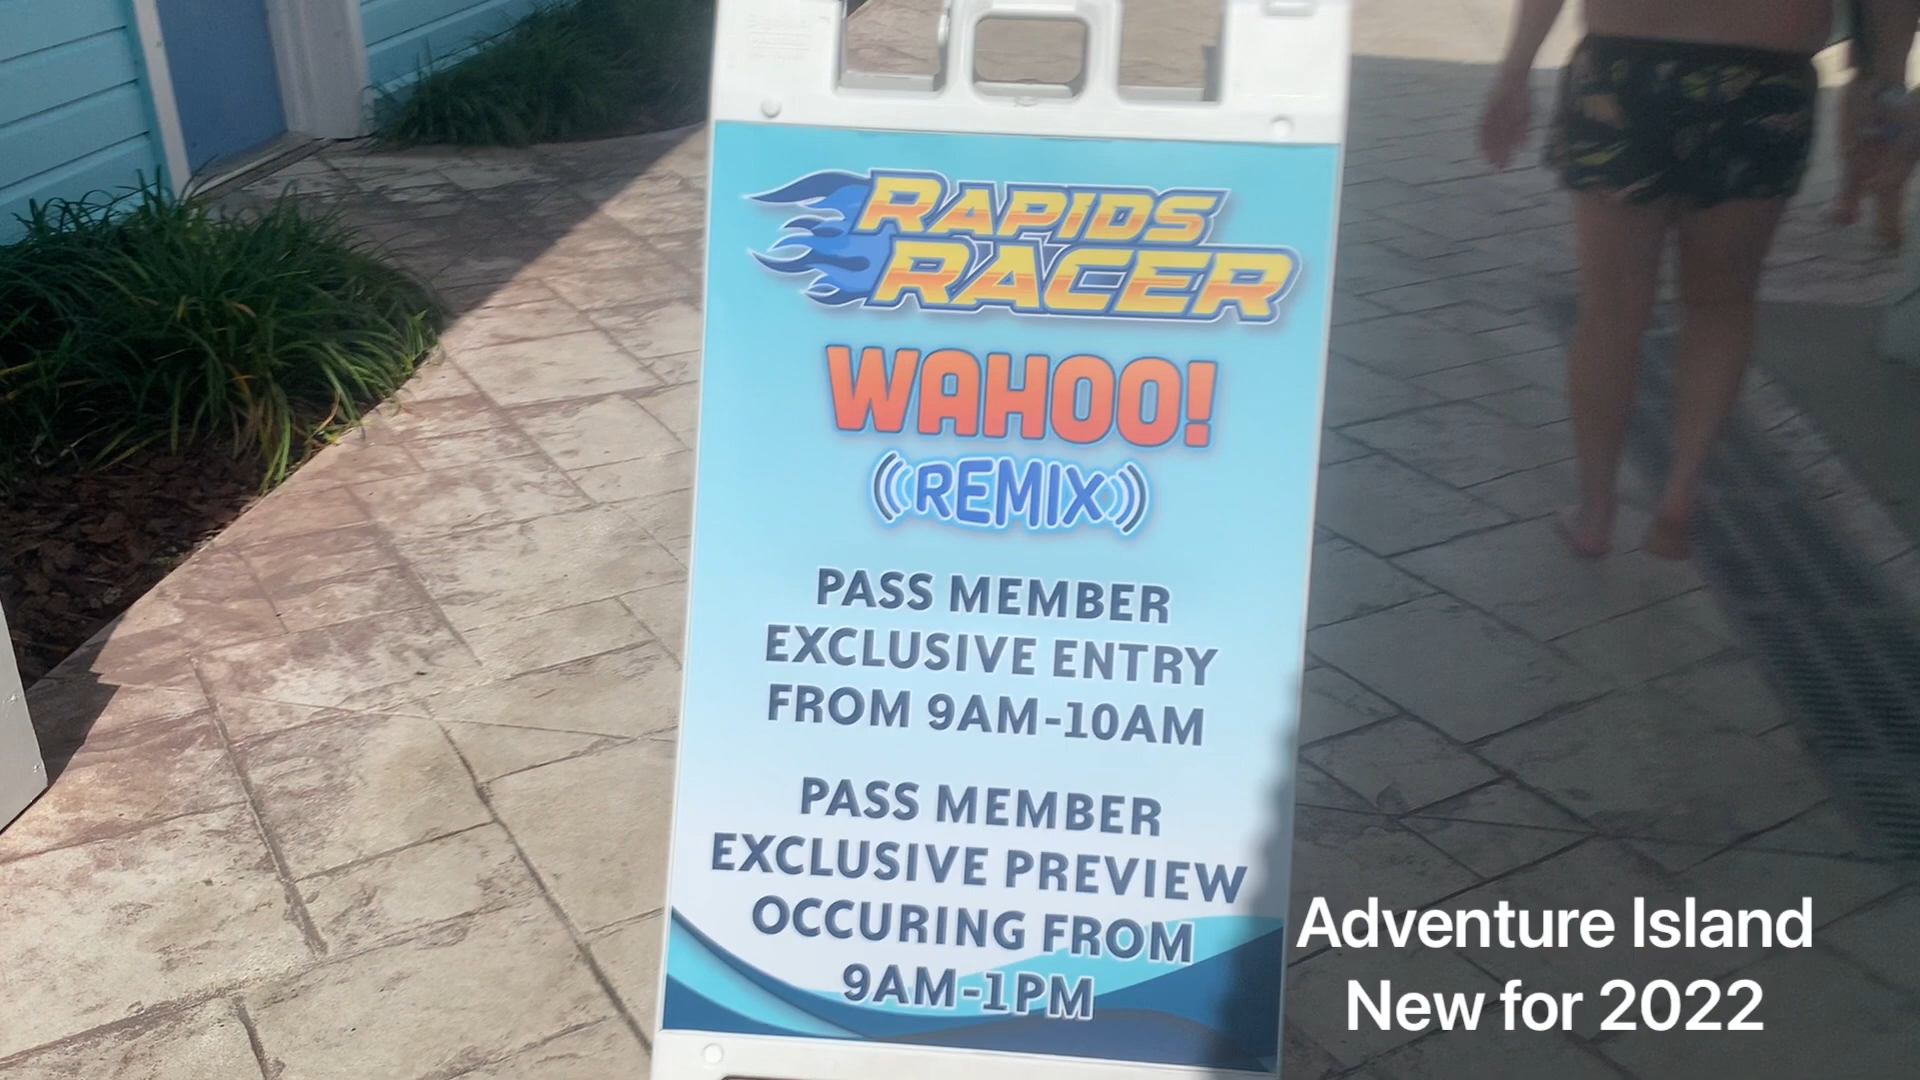 RAPIDS
RACER
WAHOO!
REMIX
PASS MEMBER
EXCLUSIVE ENTRY
FROM 9AM-10AM
PASS MEMBER
EXCLUSIVE PREVIEW
OCCURING FROM
9AM-1PM
Adventure Island
New for 2022